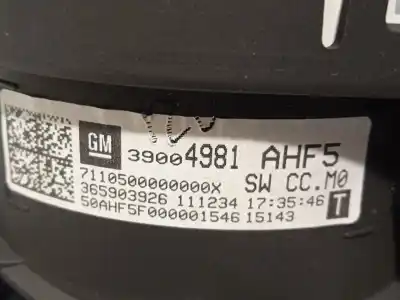 GM 39004981 AHF5
7110500000000X SW CC.M0
365903926 111234 17:35:46 T
50AHF5F000001546 15143